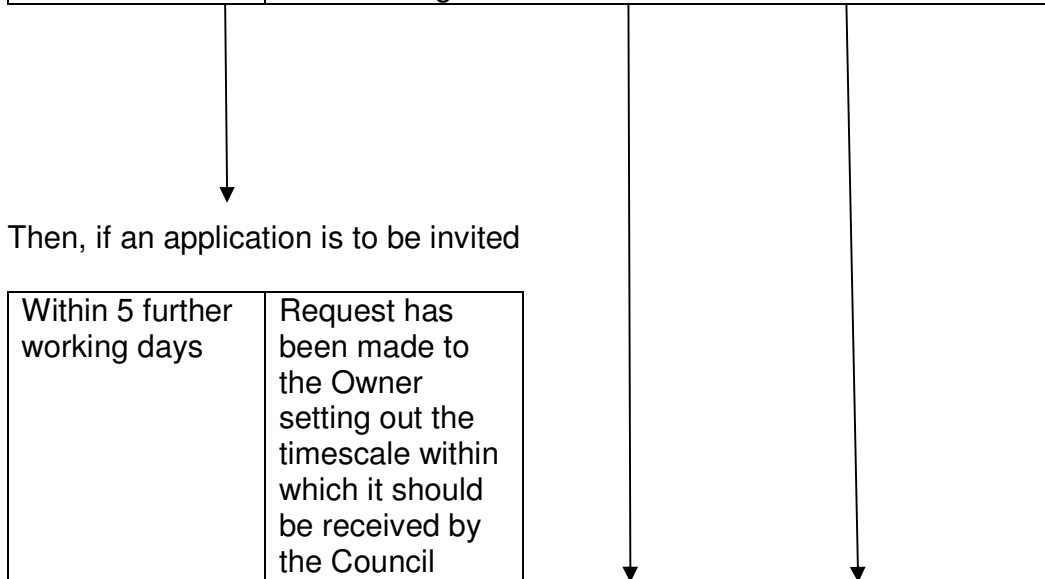 Then, if an application is to be invited
Within 5 further
working days
Request has
been made to
the Owner
setting out the
timescale within
which it should
be received by
the Council